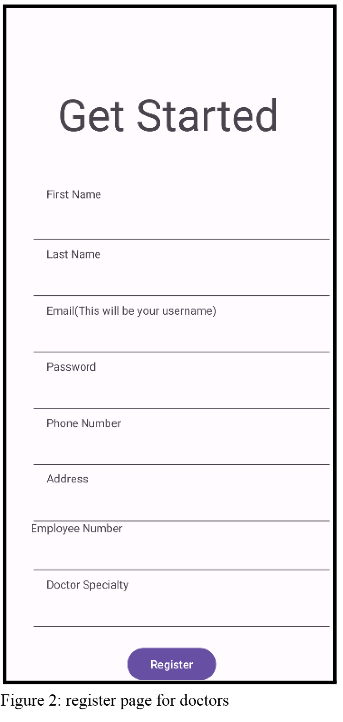 Get Started
First Name
Last Name
Email(This will be your username)
Password
Phone Number
Address
Employee Number
Doctor Specialty
Register
Figure 2: register page for doctors